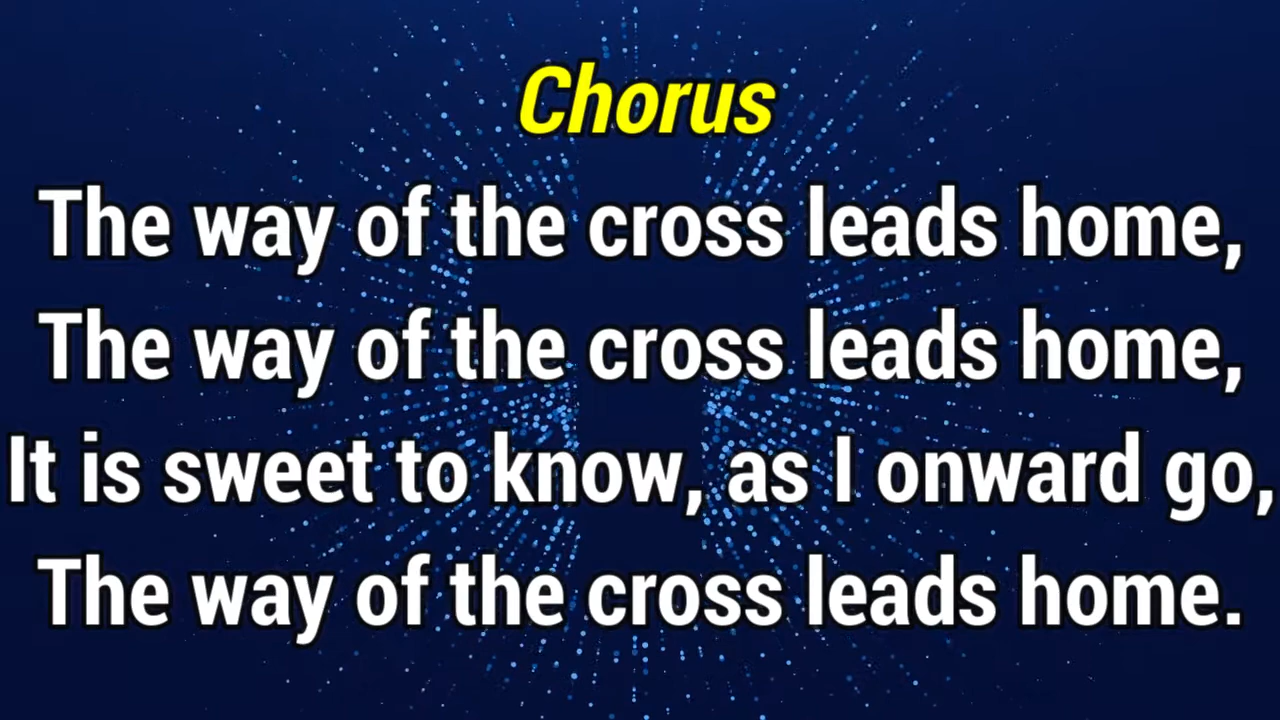 Chorus
The way of the cross leads home,
The way of the cross leads home,
It is sweet to know, as I onward go,
The way of the cross leads home.